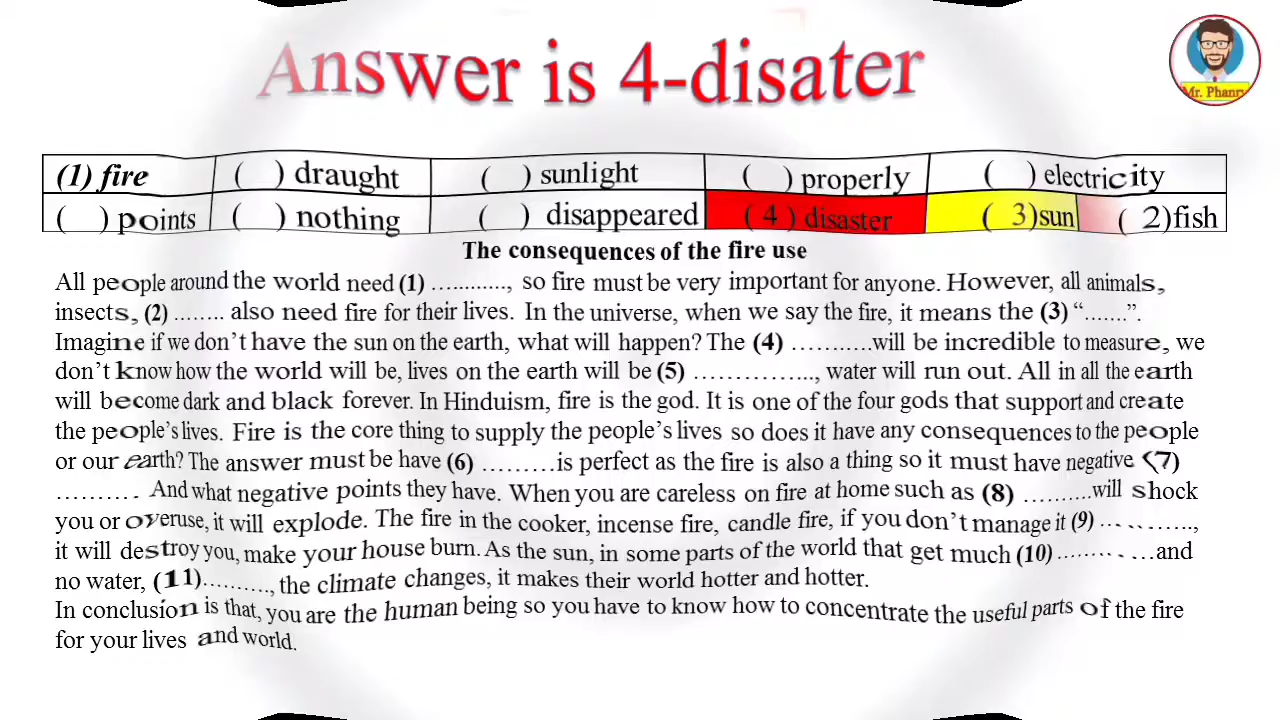 Answer is 4-disater
Mr. Phanry
(1) fire ( ) draught ( ) sunlight ( ) properly ( ) electricity
( ) points ( ) nothing ( ) disappeared ( 4 ) disaster ( 3)sun ( 2)fish
The consequences of the fire use
All people around the world need (1) ............, so fire must be very important for anyone. However, all animals,
insects, (2) ........ also need fire for their lives. In the universe, when we say the fire, it means the (3) “.......”.
Imagine if we don’t have the sun on the earth, what will happen? The (4) ...........will be incredible to measure, we
don’t know how the world will be, lives on the earth will be (5) ................, water will run out. All in all the earth
will become dark and black forever. In Hinduism, fire is the god. It is one of the four gods that support and create
the people’s lives. Fire is the core thing to supply the people’s lives so does it have any consequences to the people
or our earth? The answer must be have (6) ..........is perfect as the fire is also a thing so it must have negative (7)
.......... And what negative points they have. When you are careless on fire at home such as (8) ..........will shock
you or overuse, it will explode. The fire in the cooker, incense fire, candle fire, if you don’t manage it (9) ............,
it will destroy you, make your house burn. As the sun, in some parts of the world that get much (10) ............and
no water, (11).........., the climate changes, it makes their world hotter and hotter.
In conclusion is that, you are the human being so you have to know how to concentrate the useful parts of the fire
for your lives and world.